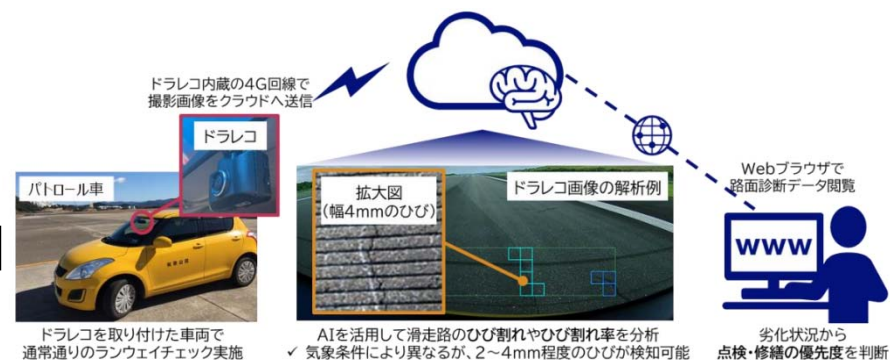 ドラレコ内蔵の4G回線で
撮影画像をクラウドへ送信
ドラレコ
パトロール車
拡大図
(幅4mmのひび)
ドラレコ画像の解析例
Webブラウザで
路面診断データ閲覧
www
ドラレコを取り付けた車両で
通常通りのランウェイチェック実施
AIを活用して滑走路のひび割れやひび割れ率を分析
✓ 気象条件により異なるが、2~4mm程度のひびが検知可能
劣化状況から
点検・修繕の優先度を判断